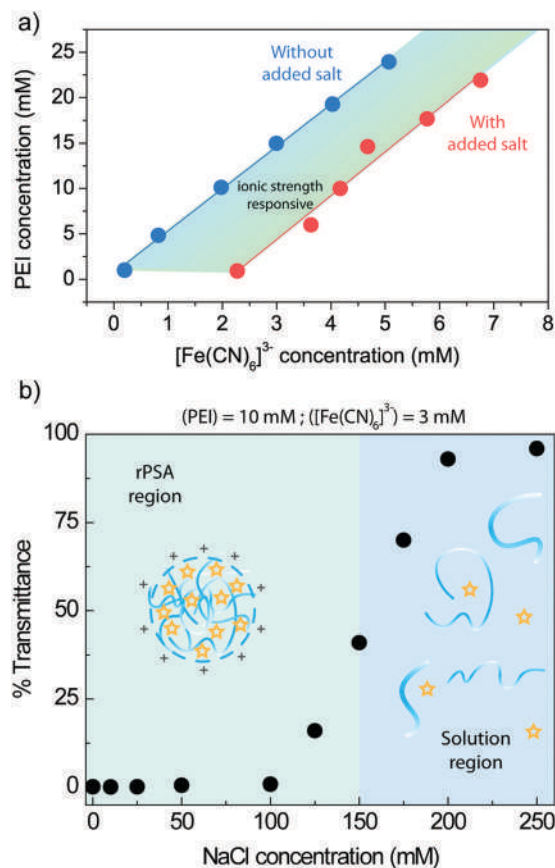 a)
Without
added salt
With
added salt
ionic strength
responsive
PEI concentration (mM)
25
20
15
10
5
0
0 1 2 3 4 5 6 7 8
[Fe(CN)₆]³⁻ concentration (mM)
b)
(PEI) = 10 mM ; ([Fe(CN)₆]³⁻) = 3 mM
rPSA
region
Solution
region
% Transmittance
100
75
50
25
0
0 50 100 150 200 250
NaCl concentration (mM)